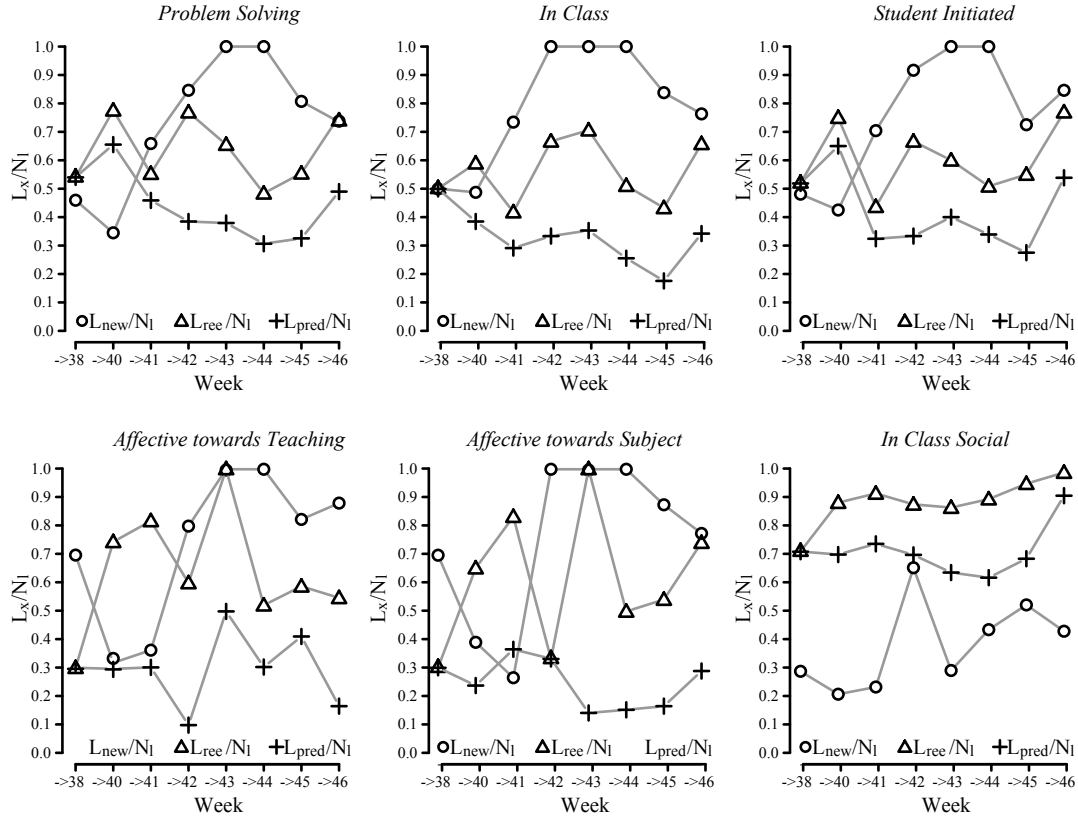 Problem Solving
In Class
Student Initiated
Lx/Nl
1.0
0.9
0.8
0.7
0.6
0.5
0.4
0.3
0.2
0.1
0.0
Lnew/Nl Lree/Nl Lpred/Nl
->38 ->40 ->41 ->42 ->43 ->44 ->45 ->46
Week
Lx/Nl
1.0
0.9
0.8
0.7
0.6
0.5
0.4
0.3
0.2
0.1
0.0
Lnew/Nl Lree/Nl Lpred/Nl
->38 ->40 ->41 ->42 ->43 ->44 ->45 ->46
Week
Lx/Nl
1.0
0.9
0.8
0.7
0.6
0.5
0.4
0.3
0.2
0.1
0.0
Lnew/Nl Lree/Nl Lpred/Nl
->38 ->40 ->41 ->42 ->43 ->44 ->45 ->46
Week
Affective towards Teaching
Affective towards Subject
In Class Social
Lx/Nl
1.0
0.9
0.8
0.7
0.6
0.5
0.4
0.3
0.2
0.1
0.0
Lnew/Nl Lree/Nl Lpred/Nl
->38 ->40 ->41 ->42 ->43 ->44 ->45 ->46
Week
Lx/Nl
1.0
0.9
0.8
0.7
0.6
0.5
0.4
0.3
0.2
0.1
0.0
Lnew/Nl Lree/Nl Lpred/Nl
->38 ->40 ->41 ->42 ->43 ->44 ->45 ->46
Week
Lx/Nl
1.0
0.9
0.8
0.7
0.6
0.5
0.4
0.3
0.2
0.1
0.0
Lnew/Nl Lree/Nl Lpred/Nl
->38 ->40 ->41 ->42 ->43 ->44 ->45 ->46
Week